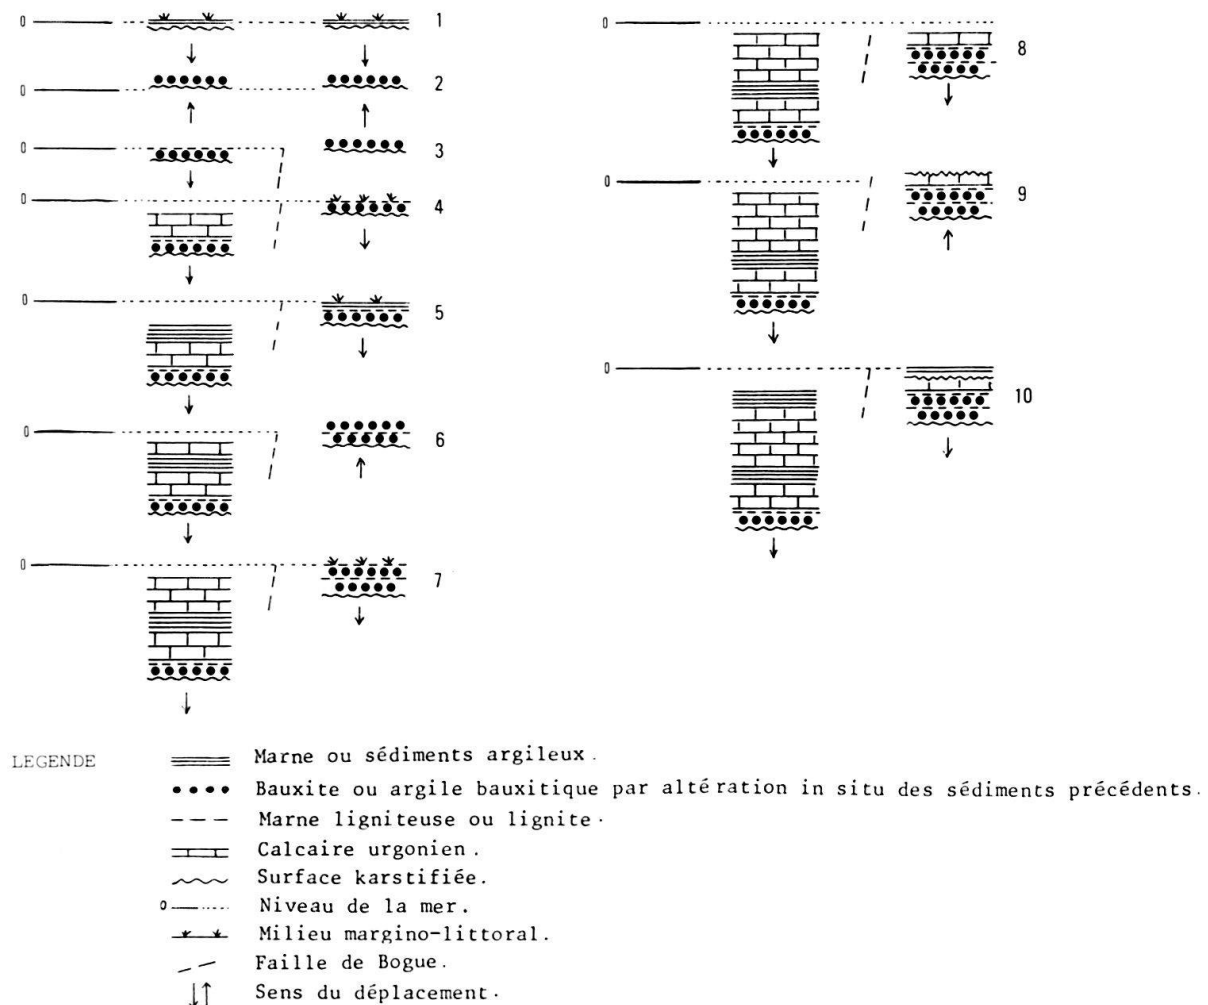 0 1
0 2
0 3
0 4
0 5
0 6
0 7
0 8
0 9
0 10
LEGENDE
Marne ou sédiments argileux.
Bauxite ou argile bauxitique par altération in situ des sédiments précédents.
Marne ligniteuse ou lignite.
Calcaire urgonien.
Surface karstifiée.
0 Niveau de la mer.
Milieu margino-littoral.
Faille de Bogue.
Sens du déplacement.